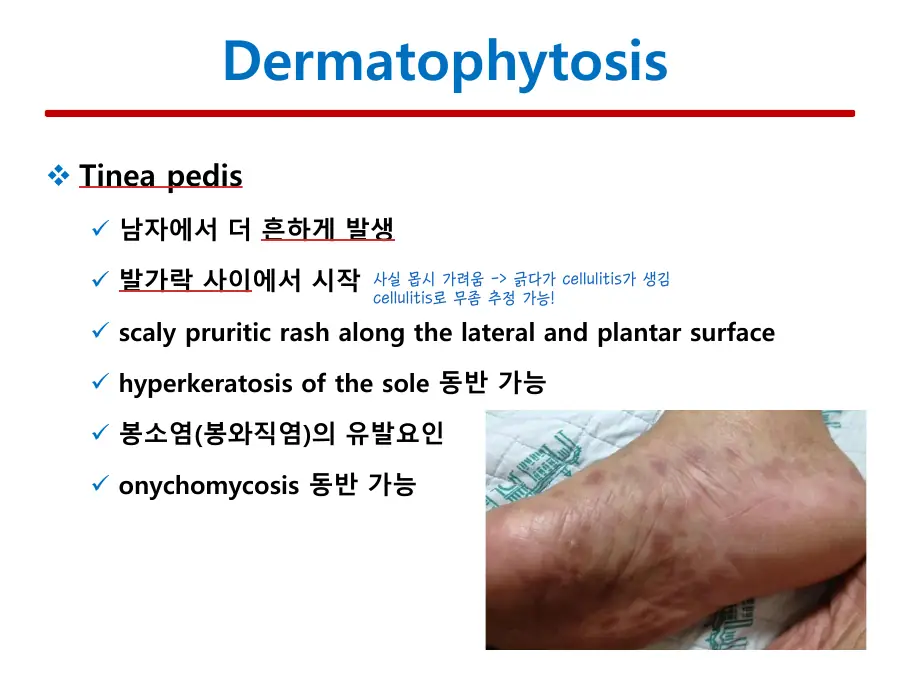 Dermatophytosis
Tinea pedis
남자에서 더 흔하게 발생
발가락 사이에서 시작
사실 몹시 가려움 -> 긁다가 cellulitis가 생김
cellulitis로 무좀 추정 가능!
scaly pruritic rash along the lateral and plantar surface
hyperkeratosis of the sole 동반 가능
봉소염(봉와직염)의 유발요인
onychomycosis 동반 가능